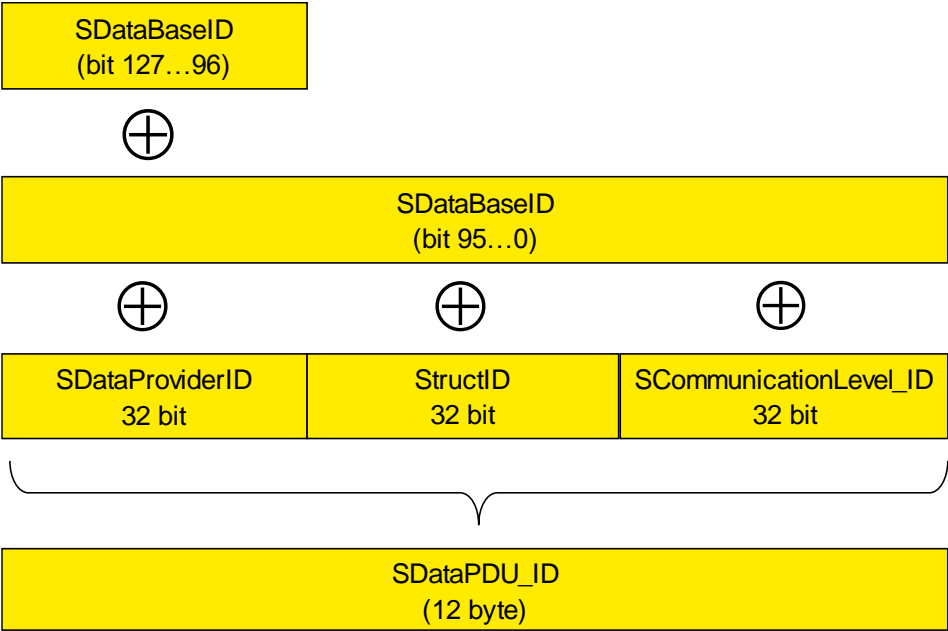 SDataBaseID
(bit 127…96)
SDataBaseID
(bit 95…0)
SDataProviderID
32 bit
StructID
32 bit
SCommunicationLevel_ID
32 bit
SDataPDU_ID
(12 byte)